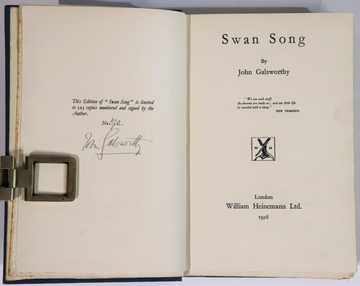 This Edition of "Swan Song" is limited
to 525 copies numbered and signed by the
Author.
No.
John Galsworthy
Swan Song
By
John Galsworthy
"We are such stuff
As dreams are made on; and our little life
Is rounded with a sleep."
THE TEMPEST.
W H
London
William Heinemann Ltd.
1928